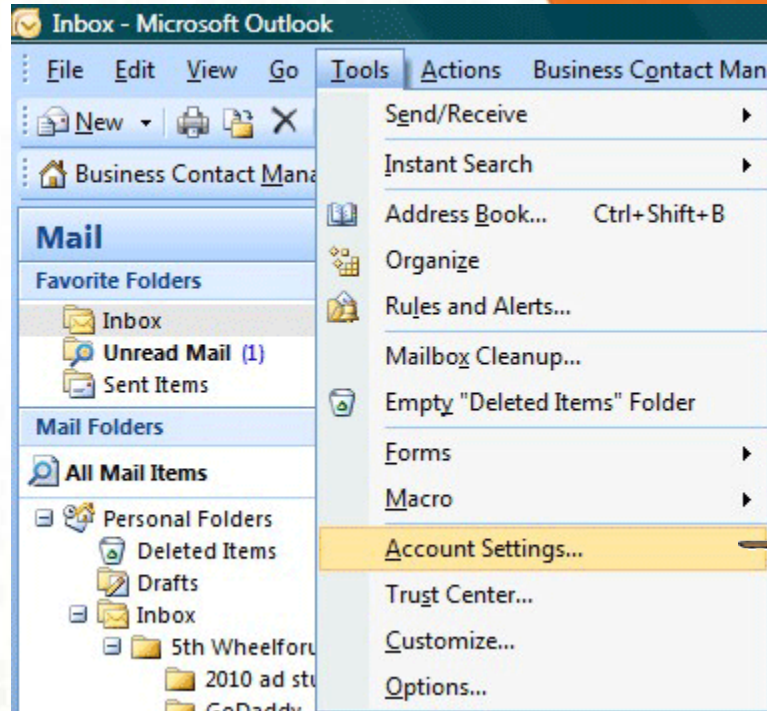 Inbox - Microsoft Outlook
File Edit View Go Tools Actions Business Contact Man
New
Business Contact Mana
Mail
Favorite Folders
Inbox
Unread Mail (1)
Sent Items
Mail Folders
All Mail Items
Personal Folders
Deleted Items
Drafts
Inbox
5th Wheelforu
2010 ad stu
GoDaddy
Send/Receive
Instant Search
Address Book... Ctrl+Shift+B
Organize
Rules and Alerts...
Mailbox Cleanup...
Empty "Deleted Items" Folder
Forms
Macro
Account Settings...
Trust Center...
Customize...
Options...